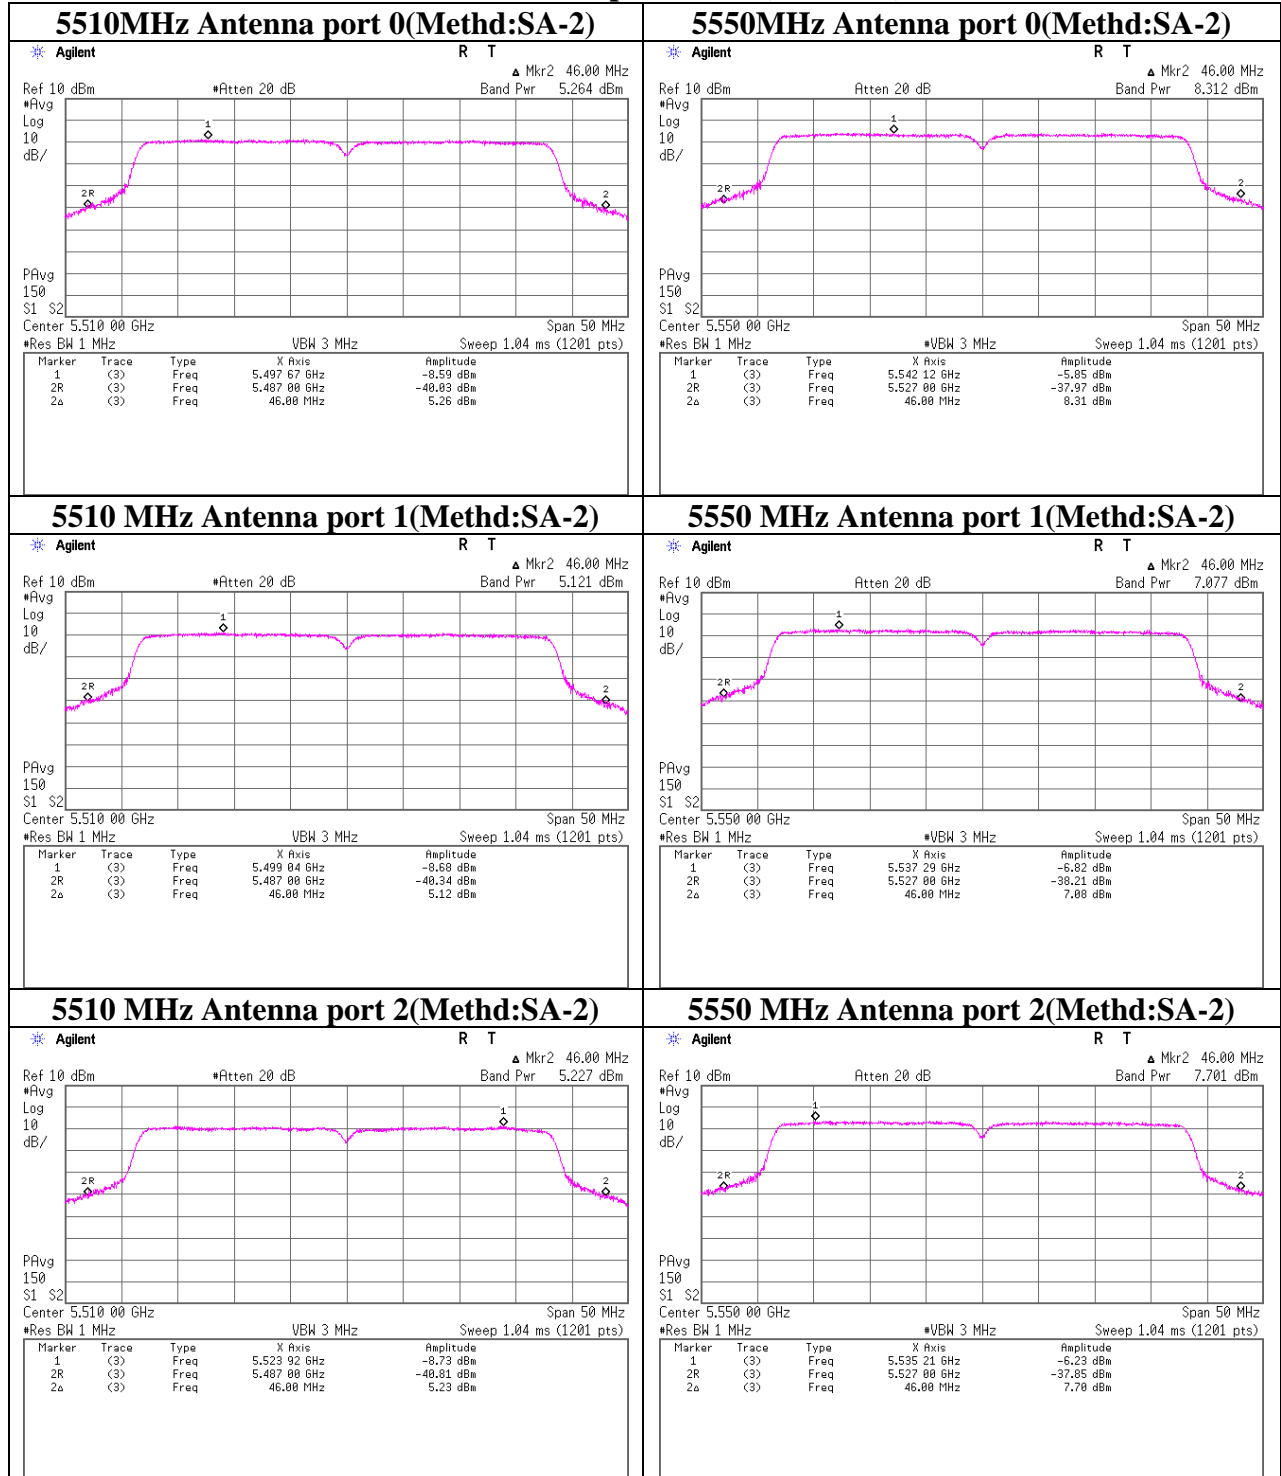 5510MHz Antenna port 0(Methd:SA-2)
Agilent R T
Δ Mkr2 46.00 MHz
Ref 10 dBm #Atten 20 dB Band Pwr 5.264 dBm
#Avg
Log
10
dB/
1
2R
2
PAvg
150
S1 S2
Center 5.510 00 GHz Span 50 MHz
#Res BW 1 MHz VBW 3 MHz Sweep 1.04 ms (1201 pts)
Marker Trace Type X Axis Amplitude
1 (3) Freq 5.497 67 GHz -8.59 dBm
2R (3) Freq 5.487 00 GHz -40.03 dBm
2Δ (3) Freq 46.00 MHz 5.26 dBm
5550MHz Antenna port 0(Methd:SA-2)
Agilent R T
Δ Mkr2 46.00 MHz
Ref 10 dBm Atten 20 dB Band Pwr 8.312 dBm
#Avg
Log
10
dB/
1
2R
2
PAvg
150
S1 S2
Center 5.550 00 GHz Span 50 MHz
#Res BW 1 MHz #VBW 3 MHz Sweep 1.04 ms (1201 pts)
Marker Trace Type X Axis Amplitude
1 (3) Freq 5.542 12 GHz -5.85 dBm
2R (3) Freq 5.527 00 GHz -37.97 dBm
2Δ (3) Freq 46.00 MHz 8.31 dBm
5510 MHz Antenna port 1(Methd:SA-2)
Agilent R T
Δ Mkr2 46.00 MHz
Ref 10 dBm #Atten 20 dB Band Pwr 5.121 dBm
#Avg
Log
10
dB/
1
2R
2
PAvg
150
S1 S2
Center 5.510 00 GHz Span 50 MHz
#Res BW 1 MHz VBW 3 MHz Sweep 1.04 ms (1201 pts)
Marker Trace Type X Axis Amplitude
1 (3) Freq 5.499 04 GHz -8.68 dBm
2R (3) Freq 5.487 00 GHz -40.34 dBm
2Δ (3) Freq 46.00 MHz 5.12 dBm
5550 MHz Antenna port 1(Methd:SA-2)
Agilent R T
Δ Mkr2 46.00 MHz
Ref 10 dBm Atten 20 dB Band Pwr 7.077 dBm
#Avg
Log
10
dB/
1
2R
2
PAvg
150
S1 S2
Center 5.550 00 GHz Span 50 MHz
#Res BW 1 MHz #VBW 3 MHz Sweep 1.04 ms (1201 pts)
Marker Trace Type X Axis Amplitude
1 (3) Freq 5.537 29 GHz -6.82 dBm
2R (3) Freq 5.527 00 GHz -38.21 dBm
2Δ (3) Freq 46.00 MHz 7.08 dBm
5510 MHz Antenna port 2(Methd:SA-2)
Agilent R T
Δ Mkr2 46.00 MHz
Ref 10 dBm #Atten 20 dB Band Pwr 5.227 dBm
#Avg
Log
10
dB/
1
2R
2
PAvg
150
S1 S2
Center 5.510 00 GHz Span 50 MHz
#Res BW 1 MHz VBW 3 MHz Sweep 1.04 ms (1201 pts)
Marker Trace Type X Axis Amplitude
1 (3) Freq 5.523 92 GHz -8.73 dBm
2R (3) Freq 5.487 00 GHz -40.81 dBm
2Δ (3) Freq 46.00 MHz 5.23 dBm
5550 MHz Antenna port 2(Methd:SA-2)
Agilent R T
Δ Mkr2 46.00 MHz
Ref 10 dBm Atten 20 dB Band Pwr 7.701 dBm
#Avg
Log
10
dB/
1
2R
2
PAvg
150
S1 S2
Center 5.550 00 GHz Span 50 MHz
#Res BW 1 MHz #VBW 3 MHz Sweep 1.04 ms (1201 pts)
Marker Trace Type X Axis Amplitude
1 (3) Freq 5.535 21 GHz -6.23 dBm
2R (3) Freq 5.527 00 GHz -37.85 dBm
2Δ (3) Freq 46.00 MHz 7.70 dBm